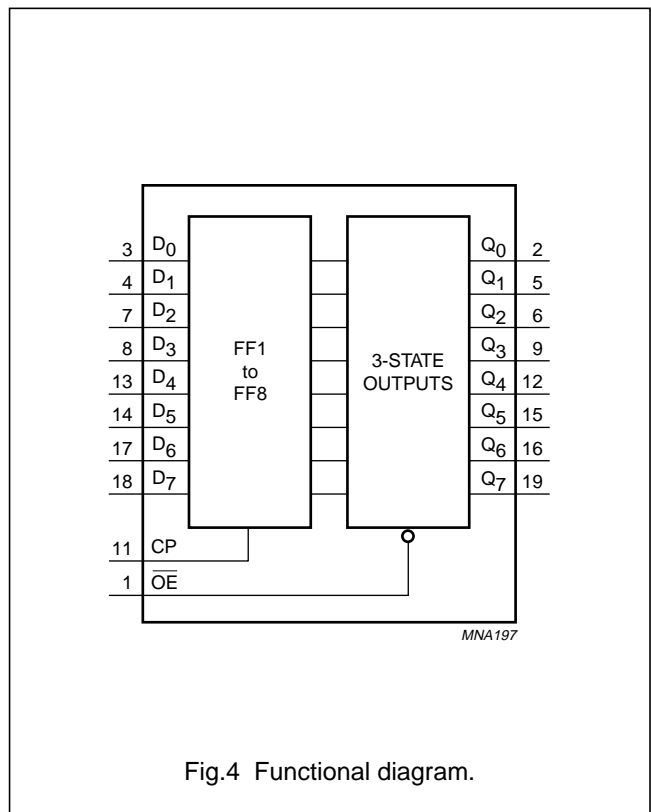 3 D0 Q0 2
4 D1 Q1 5
7 D2 Q2 6
8 D3 Q3 9
FF1
to
FF8
3-STATE
OUTPUTS
13 D4 Q4 12
14 D5 Q5 15
17 D6 Q6 16
18 D7 Q7 19
11 CP
1 O̅E̅
MNA197
Fig.4 Functional diagram.